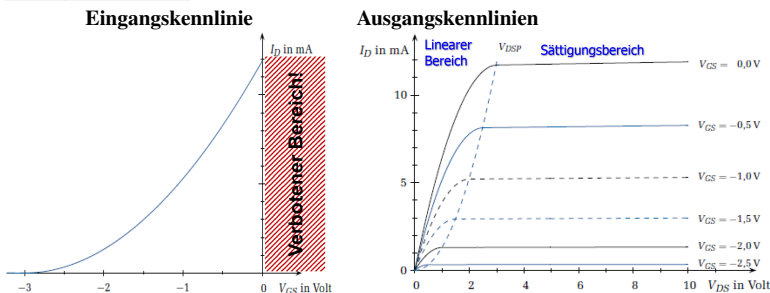 Eingangskennlinie
I_D in mA
Verbotener Bereich!
−3
−2
−1
0
V_GS in Volt
Ausgangskennlinien
I_D in mA
Linearer
Bereich
V_DSP
Sättigungsbereich
10
5
0
V_GS = 0,0 V
V_GS = −0,5 V
V_GS = −1,0 V
V_GS = −1,5 V
V_GS = −2,0 V
V_GS = −2,5 V
0
2
4
6
8
10
V_DS in Volt